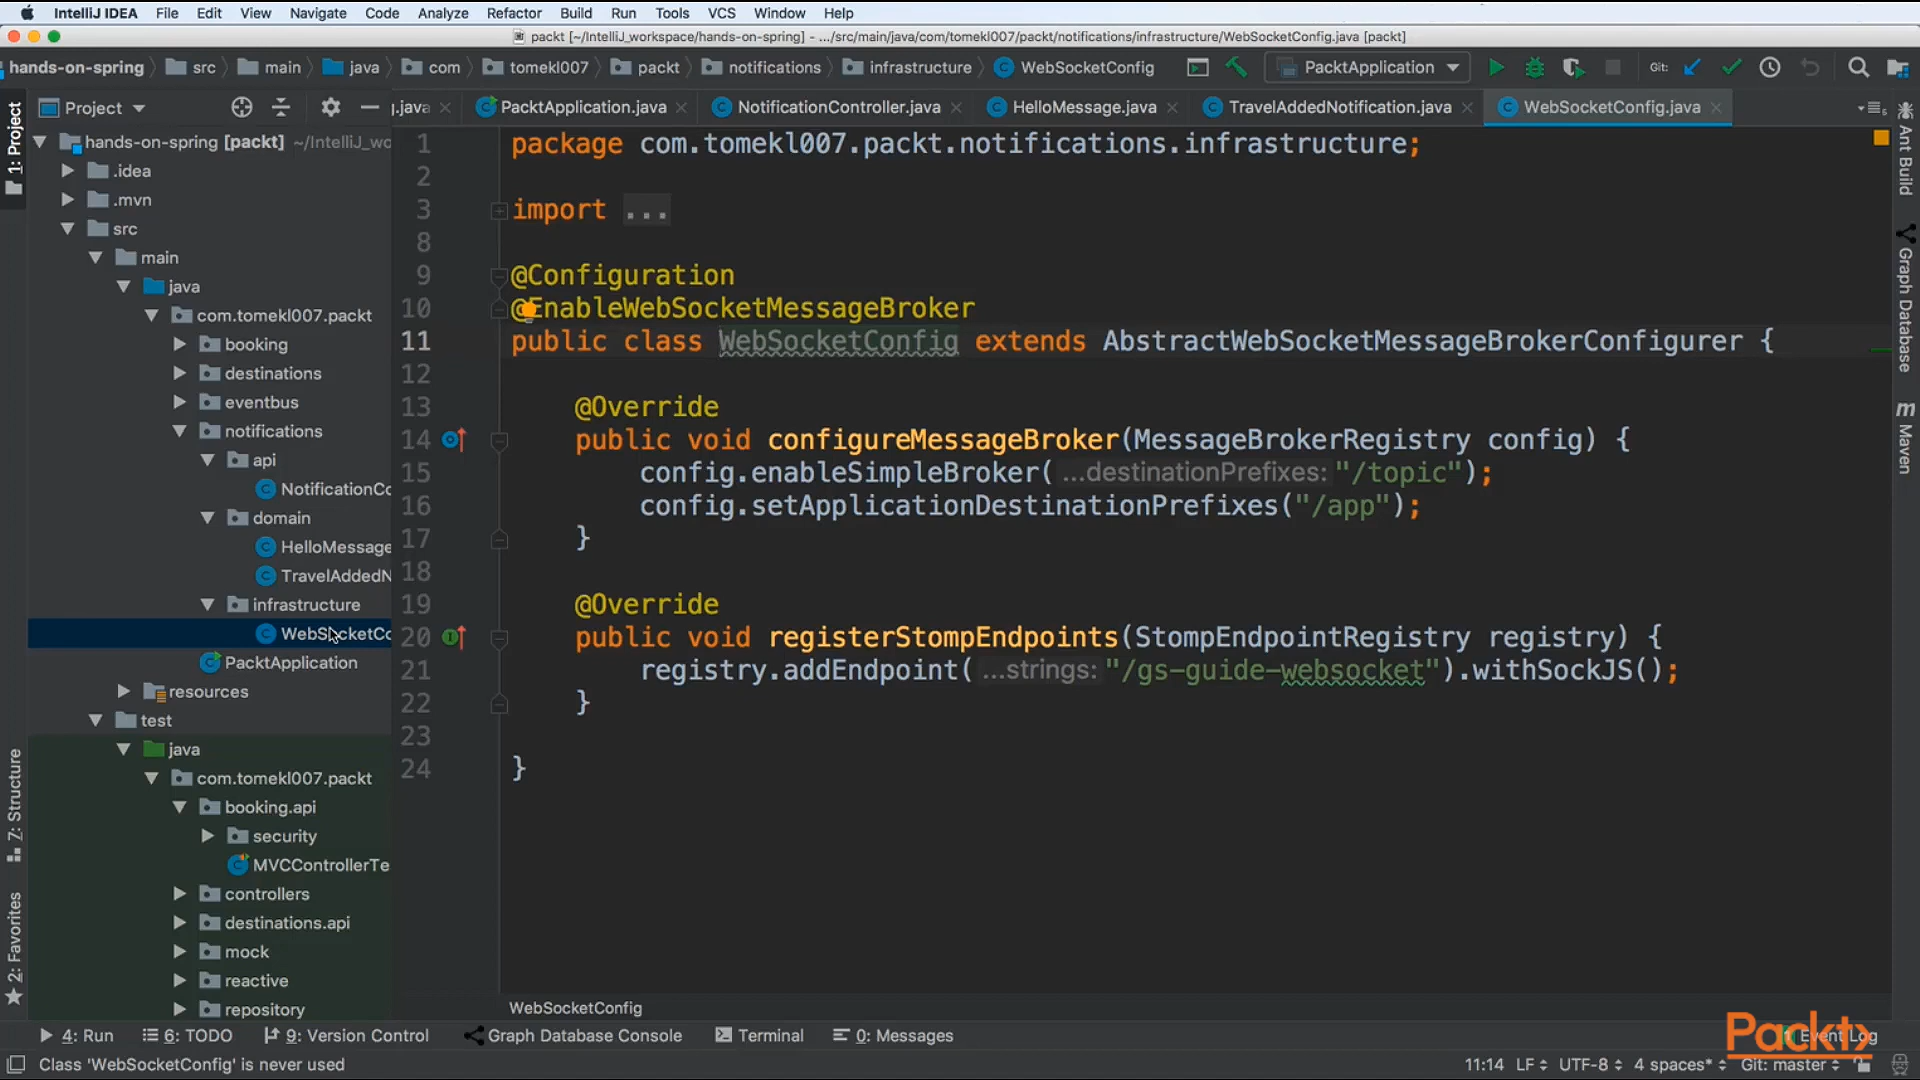 IntelliJ IDEA File Edit View Navigate Code Analyze Refactor Build Run Tools VCS Window Help
packt [~/IntelliJ_workspace/hands-on-spring] - .../src/main/java/com/tomekl007/packt/notifications/infrastructure/WebSocketConfig.java [packt]
hands-on-spring src main java com tomekl007 packt notifications infrastructure WebSocketConfig PacktApplication Git:
1: Project
Project
.java PacktApplication.java NotificationController.java HelloMessage.java TravelAddedNotification.java WebSocketConfig.java
hands-on-spring [packt] ~/IntelliJ_wo
.idea
.mvn
src
main
java
com.tomekl007.packt
booking
destinations
eventbus
notifications
api
NotificationCo
domain
HelloMessage
TravelAddedN
infrastructure
WebSocketCo
PacktApplication
resources
test
java
com.tomekl007.packt
booking.api
security
MVCControllerTe
controllers
destinations.api
mock
reactive
repository
7: Structure
2: Favorites
1 package com.tomekl007.packt.notifications.infrastructure;
2
3 import ...
8
9 @Configuration
10 @EnableWebSocketMessageBroker
11 public class WebSocketConfig extends AbstractWebSocketMessageBrokerConfigurer {
12
13 @Override
14 public void configureMessageBroker(MessageBrokerRegistry config) {
15 config.enableSimpleBroker( ...destinationPrefixes: "/topic");
16 config.setApplicationDestinationPrefixes("/app");
17 }
18
19 @Override
20 public void registerStompEndpoints(StompEndpointRegistry registry) {
21 registry.addEndpoint( ...strings: "/gs-guide-websocket").withSockJS();
22 }
23
24 }
Ant Build
Graph Database
m Maven
WebSocketConfig
4: Run 6: TODO 9: Version Control Graph Database Console Terminal 0: Messages Event Log
Packt
Class 'WebSocketConfig' is never used 11:14 LF UTF-8 4 spaces* Git: master